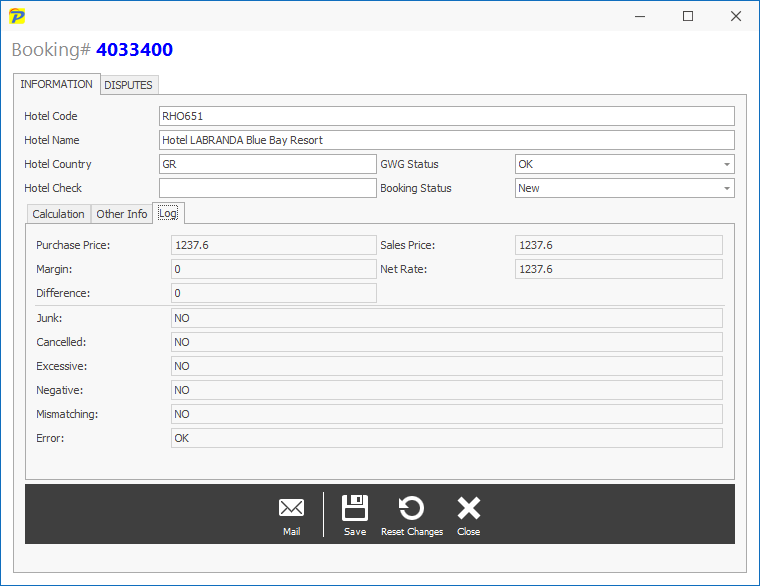 Booking# 4033400
INFORMATION DISPUTES
Hotel Code RHO651
Hotel Name Hotel LABRANDA Blue Bay Resort
Hotel Country GR GWG Status OK
Hotel Check Booking Status New
Calculation Other Info Log
Purchase Price: 1237.6 Sales Price: 1237.6
Margin: 0 Net Rate: 1237.6
Difference: 0
Junk: NO
Cancelled: NO
Excessive: NO
Negative: NO
Mismatching: NO
Error: OK
Mail Save Reset Changes Close